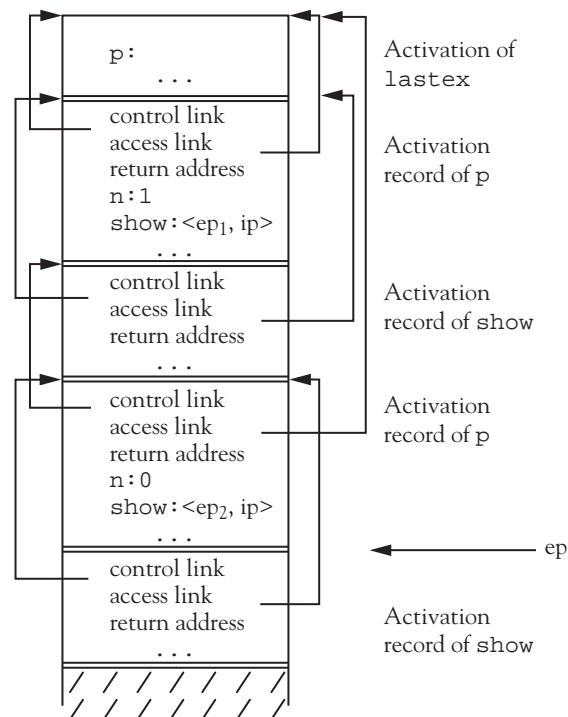 p:
...
Activation of
lastex
control link
access link
return address
n:1
show:<ep1, ip>
...
Activation
record of p
control link
access link
return address
...
Activation
record of show
control link
access link
return address
n:0
show:<ep2, ip>
...
Activation
record of p
ep
control link
access link
return address
...
Activation
record of show